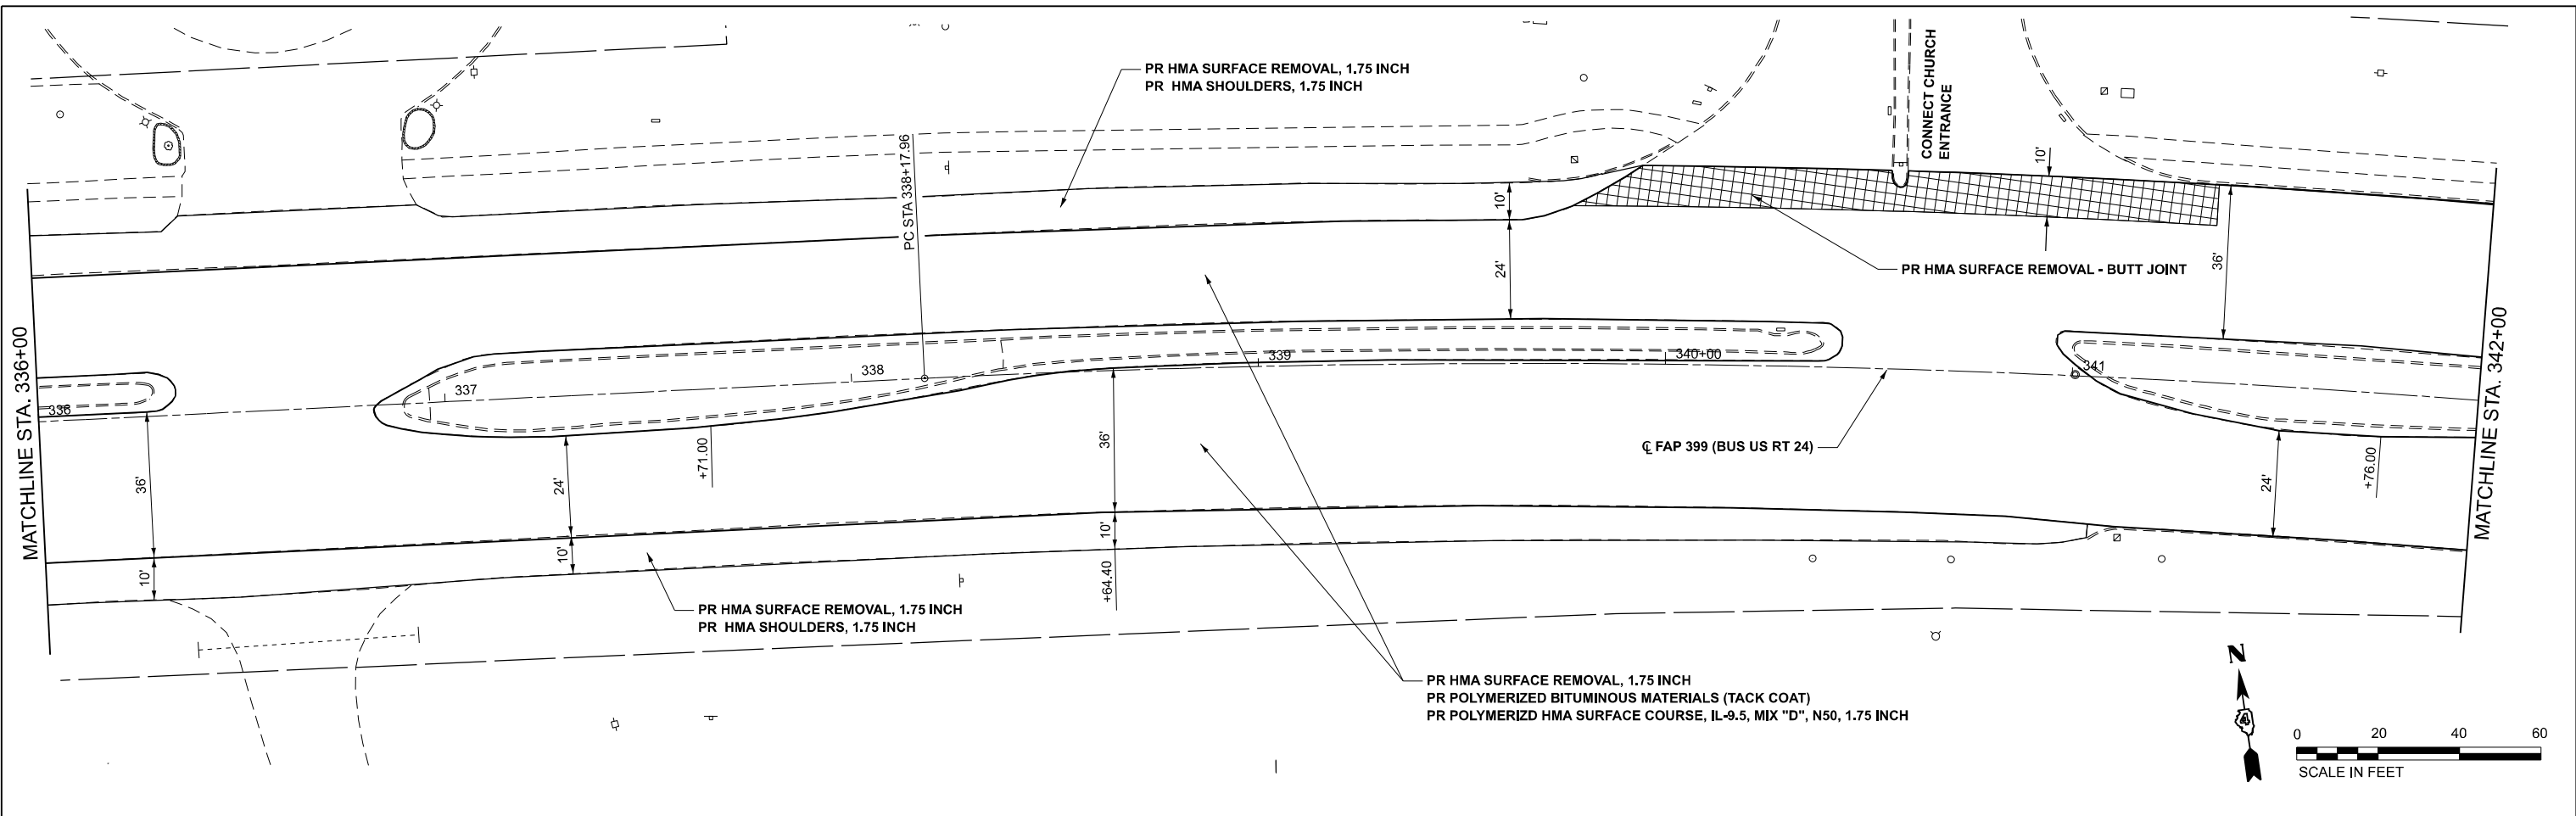 PR HMA SURFACE REMOVAL, 1.75 INCH
PR HMA SHOULDERS, 1.75 INCH
CONNECT CHURCH
ENTRANCE
PC STA 338+17.96
10'
10'
24'
36'
PR HMA SURFACE REMOVAL - BUTT JOINT
MATCHLINE STA. 336+00
MATCHLINE STA. 342+00
336
337
338
339
340+00
341
36'
10'
24'
10'
+71.00
36'
10'
+64.40
℄ FAP 399 (BUS US RT 24)
24'
+76.00
PR HMA SURFACE REMOVAL, 1.75 INCH
PR HMA SHOULDERS, 1.75 INCH
PR HMA SURFACE REMOVAL, 1.75 INCH
PR POLYMERIZED BITUMINOUS MATERIALS (TACK COAT)
PR POLYMERIZD HMA SURFACE COURSE, IL-9.5, MIX "D", N50, 1.75 INCH
N
4
0 20 40 60
SCALE IN FEET